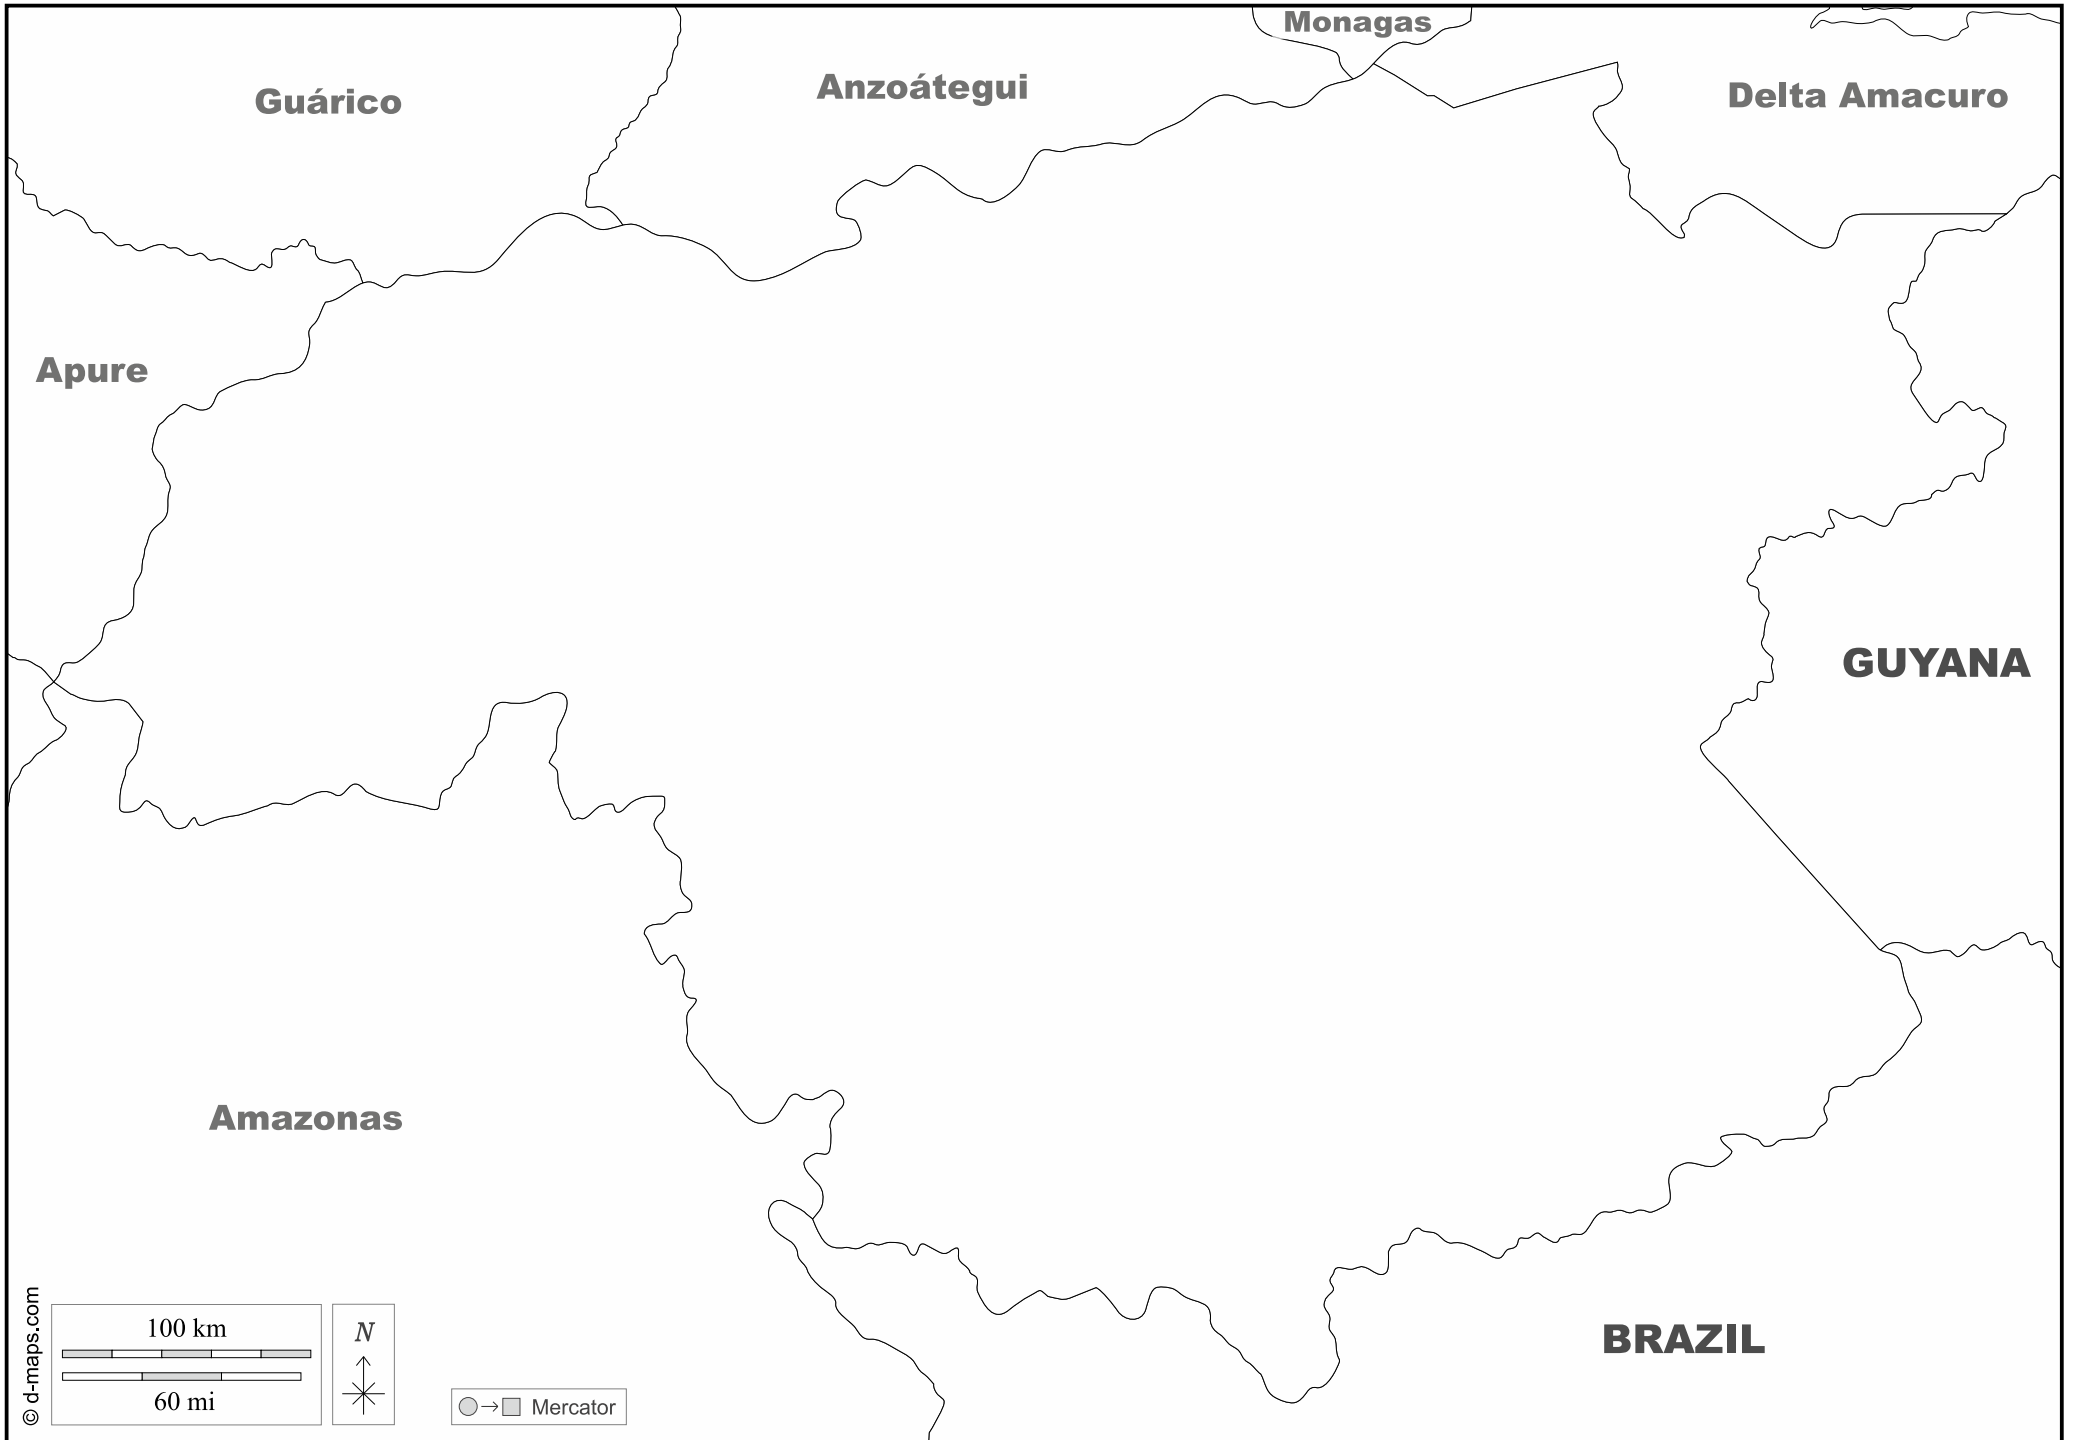 Monagas
Guárico
Anzoátegui
Delta Amacuro
Apure
GUYANA
Amazonas
BRAZIL
© d-maps.com
100 km
60 mi
N
Mercator